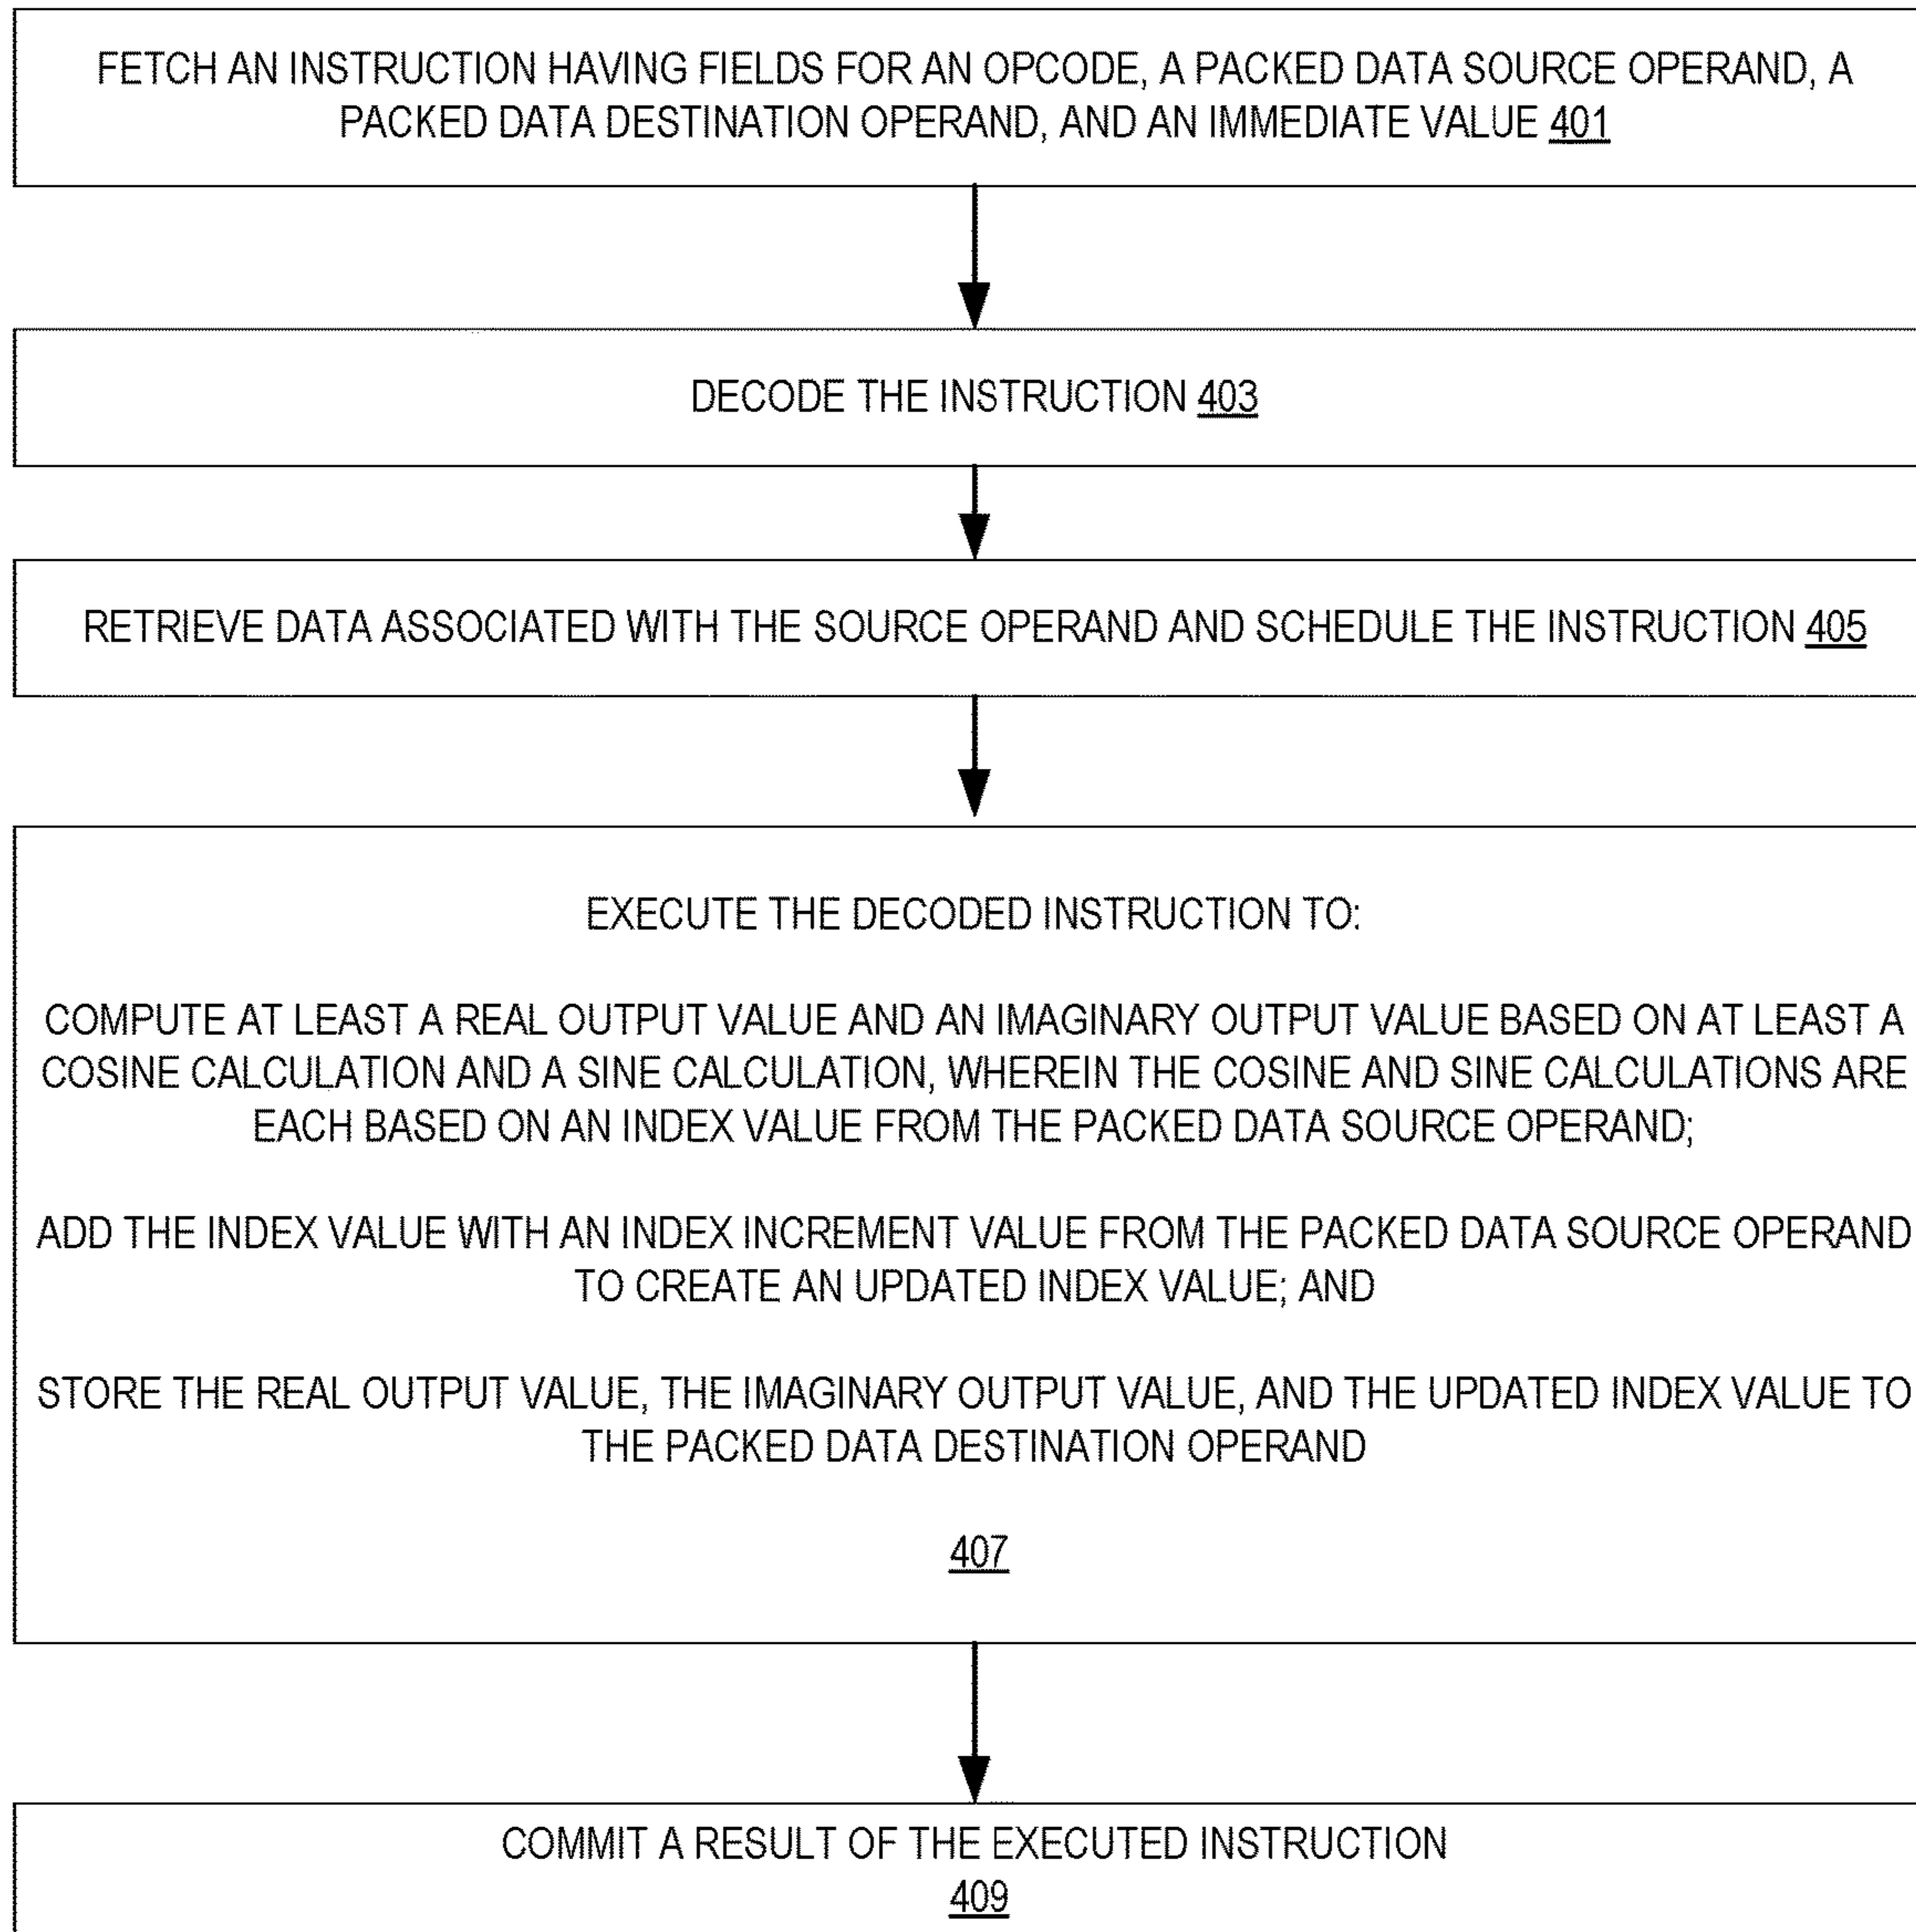 FETCH AN INSTRUCTION HAVING FIELDS FOR AN OPCODE, A PACKED DATA SOURCE OPERAND, A
PACKED DATA DESTINATION OPERAND, AND AN IMMEDIATE VALUE 401
DECODE THE INSTRUCTION 403
RETRIEVE DATA ASSOCIATED WITH THE SOURCE OPERAND AND SCHEDULE THE INSTRUCTION 405
EXECUTE THE DECODED INSTRUCTION TO:
COMPUTE AT LEAST A REAL OUTPUT VALUE AND AN IMAGINARY OUTPUT VALUE BASED ON AT LEAST A
COSINE CALCULATION AND A SINE CALCULATION, WHEREIN THE COSINE AND SINE CALCULATIONS ARE
EACH BASED ON AN INDEX VALUE FROM THE PACKED DATA SOURCE OPERAND;
ADD THE INDEX VALUE WITH AN INDEX INCREMENT VALUE FROM THE PACKED DATA SOURCE OPERAND
TO CREATE AN UPDATED INDEX VALUE; AND
STORE THE REAL OUTPUT VALUE, THE IMAGINARY OUTPUT VALUE, AND THE UPDATED INDEX VALUE TO
THE PACKED DATA DESTINATION OPERAND
407
COMMIT A RESULT OF THE EXECUTED INSTRUCTION
409